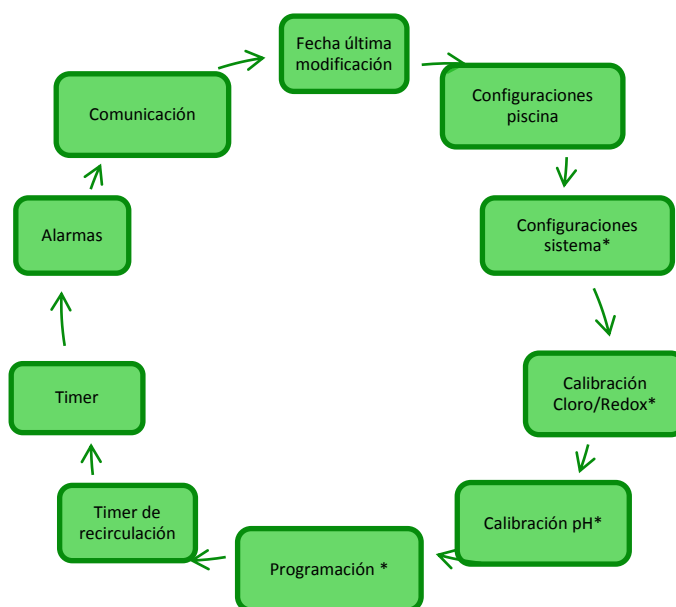 Fecha última
modificación
Configuraciones
piscina
Configuraciones
sistema*
Calibración
Cloro/Redox*
Calibración pH*
Programación *
Timer de
recirculación
Timer
Alarmas
Comunicación